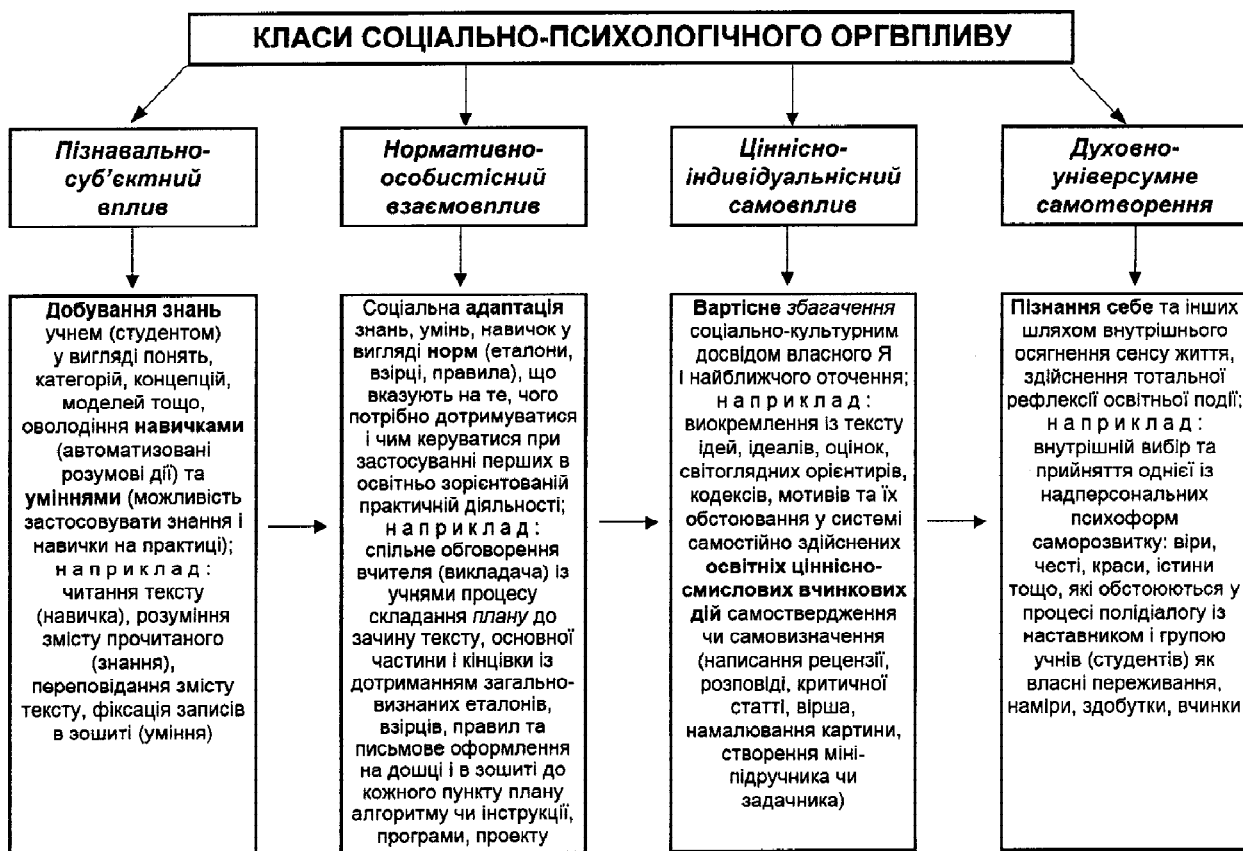 КЛАСИ СОЦІАЛЬНО-ПСИХОЛОГІЧНОГО ОРГВПЛИВУ
Пізнавально-
суб’єктний
вплив
Нормативно-
особистісний
взаємовплив
Ціннісно-
індивідуальнісний
самовплив
Духовно-
універсумне
самотворення
Добування знань
учнем (студентом)
у вигляді понять,
категорій, концепцій,
моделей тощо,
оволодіння навичками
(автоматизовані
розумові дії) та
уміннями (можливість
застосовувати знання і
навички на практиці);
наприклад:
читання тексту
(навичка), розуміння
змісту прочитаного
(знання),
переповідання змісту
тексту, фіксація записів
в зошиті (уміння)
Соціальна адаптація
знань, умінь, навичок у
вигляді норм (еталони,
взірці, правила), що
вказують на те, чого
потрібно дотримуватися
і чим керуватися при
застосуванні перших в
освітньо зорієнтованій
практичній діяльності;
наприклад:
спільне обговорення
вчителя (викладача) із
учнями процесу
складання плану до
зачину тексту, основної
частини і кінцівки із
дотриманням загально-
визнаних еталонів,
взірців, правил та
письмове оформлення
на дошці і в зошиті до
кожного пункту плану
алгоритму чи інструкції,
програми, проекту
Вартісне збагачення
соціально-культурним
досвідом власного Я
і найближчого оточення;
наприклад:
виокремлення із тексту
ідей, ідеалів, оцінок,
світоглядних орієнтирів,
кодексів, мотивів та їх
обстоювання у системі
самостійно здійснених
освітніх ціннісно-
смислових вчинкових
дій самоствердження
чи самовизначення
(написання рецензії,
розповіді, критичної
статті, вірша,
намалювання картини,
створення міні-
підручника чи
задачника)
Пізнання себе та інших
шляхом внутрішнього
осягнення сенсу життя,
здійснення тотальної
рефлексії освітньої події;
наприклад:
внутрішній вибір та
прийняття однієї із
надперсональних
психоформ
саморозвитку: віри,
честі, краси, істини
тощо, які обстоюються у
процесі полідіалогу із
наставником і групою
учнів (студентів) як
власні переживання,
наміри, здобутки, вчинки